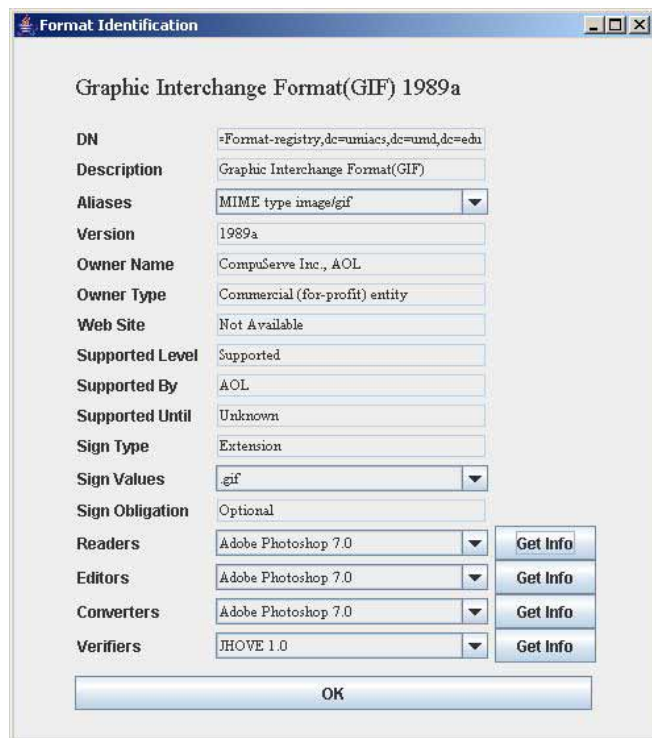 Format Identification
Graphic Interchange Format(GIF) 1989a
DN =Format-registry,dc=umiacs,dc=umd,dc=edu
Description Graphic Interchange Format(GIF)
Aliases MIME type image/gif
Version 1989a
Owner Name CompuServe Inc., AOL
Owner Type Commercial (for-profit) entity
Web Site Not Available
Supported Level Supported
Supported By AOL
Supported Until Unknown
Sign Type Extension
Sign Values .gif
Sign Obligation Optional
Readers Adobe Photoshop 7.0 Get Info
Editors Adobe Photoshop 7.0 Get Info
Converters Adobe Photoshop 7.0 Get Info
Verifiers JHOVE 1.0 Get Info
OK